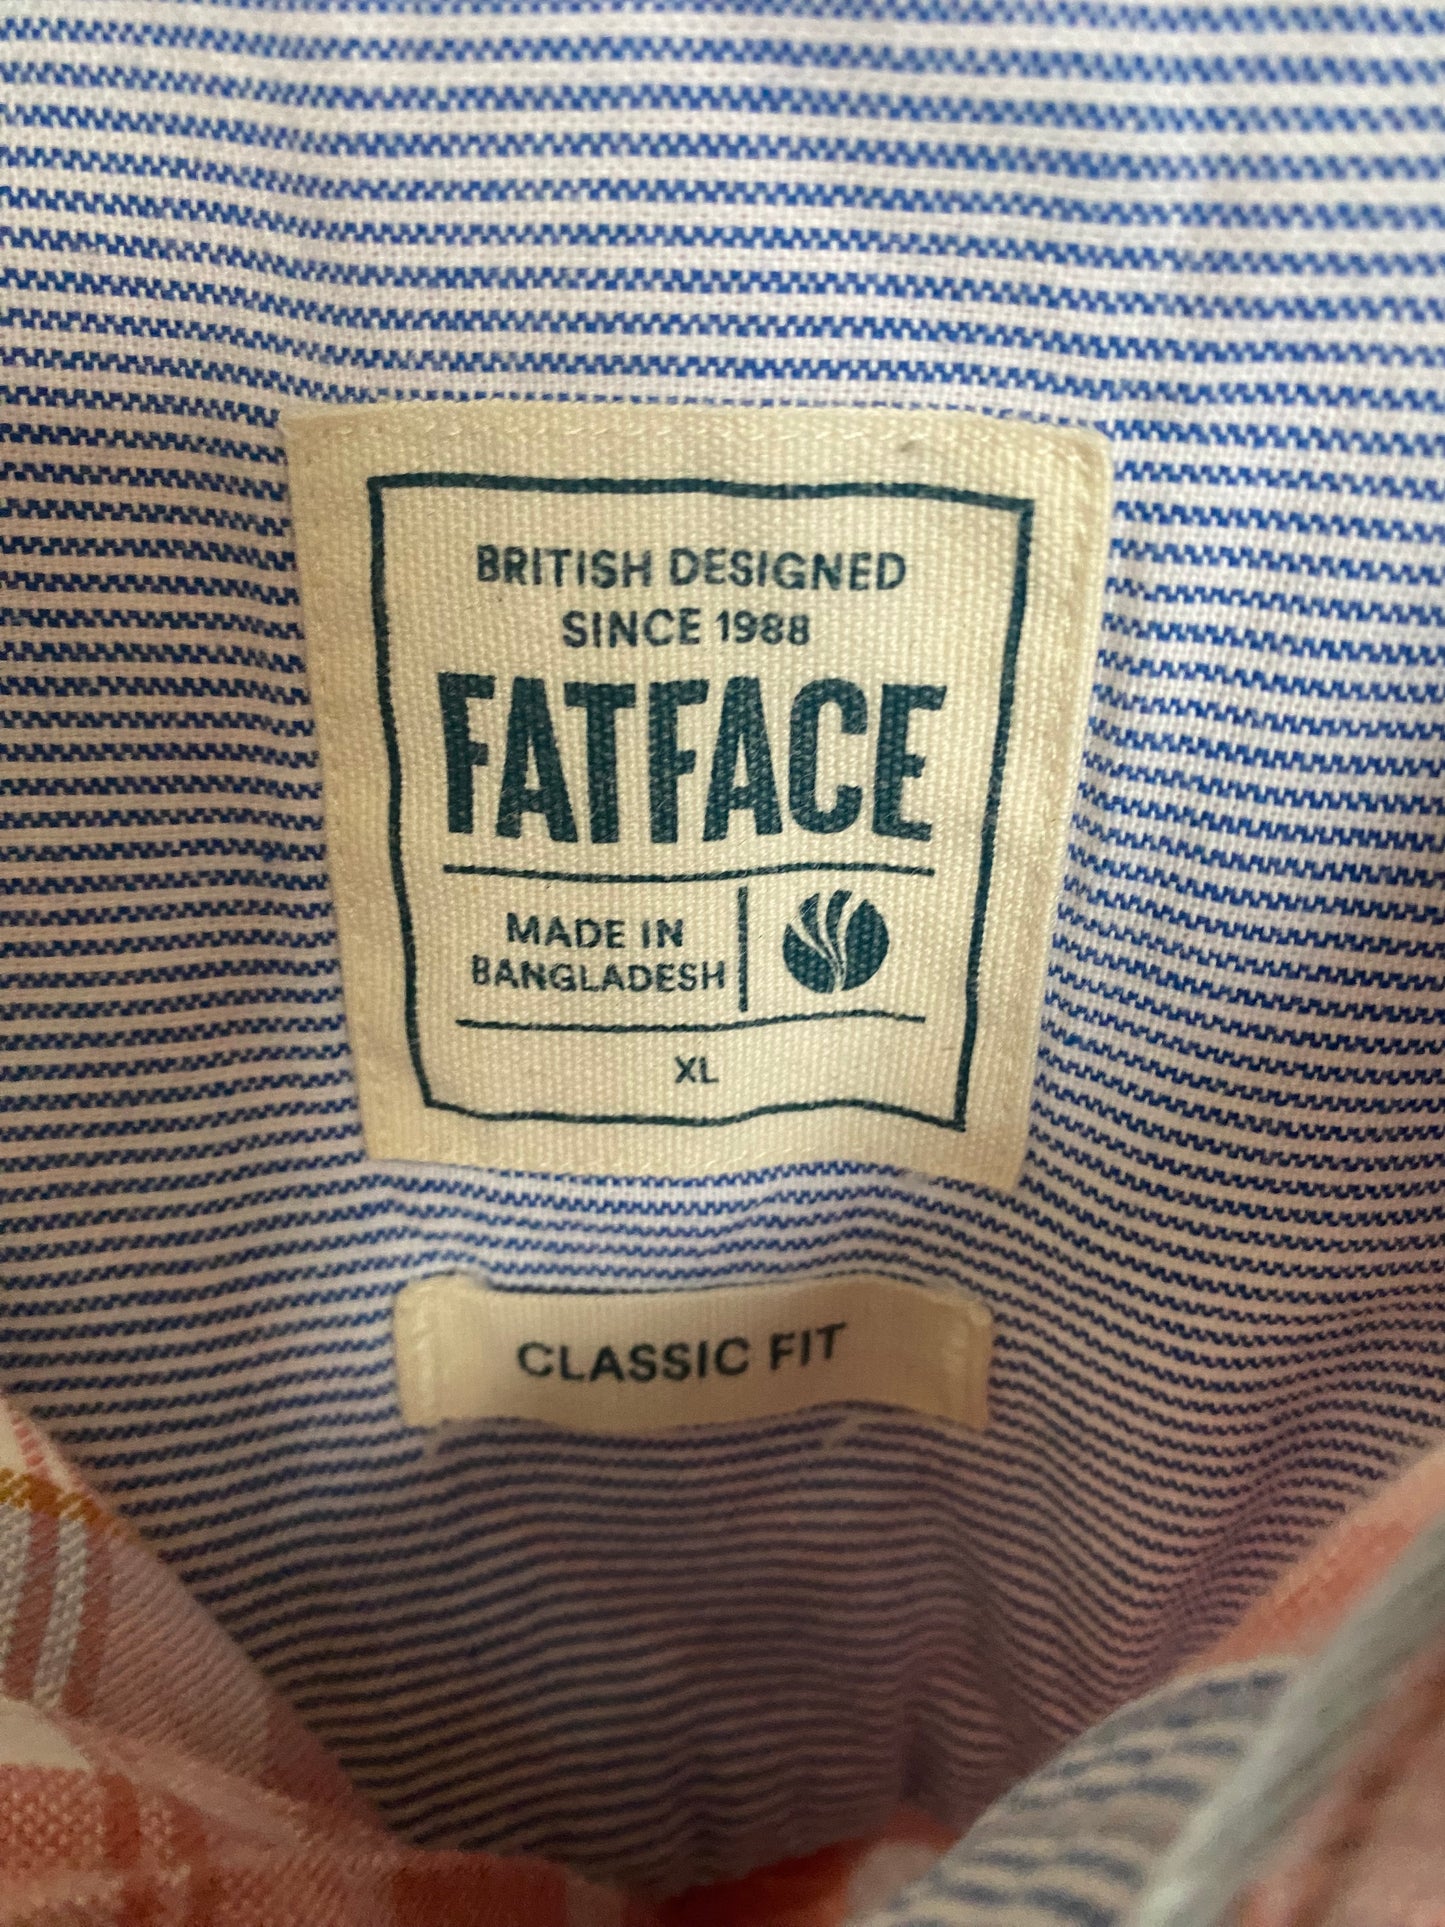 BRITISH DESIGNED
SINCE 1988
FATFACE
MADE IN
BANGLADESH
XL
CLASSIC FIT